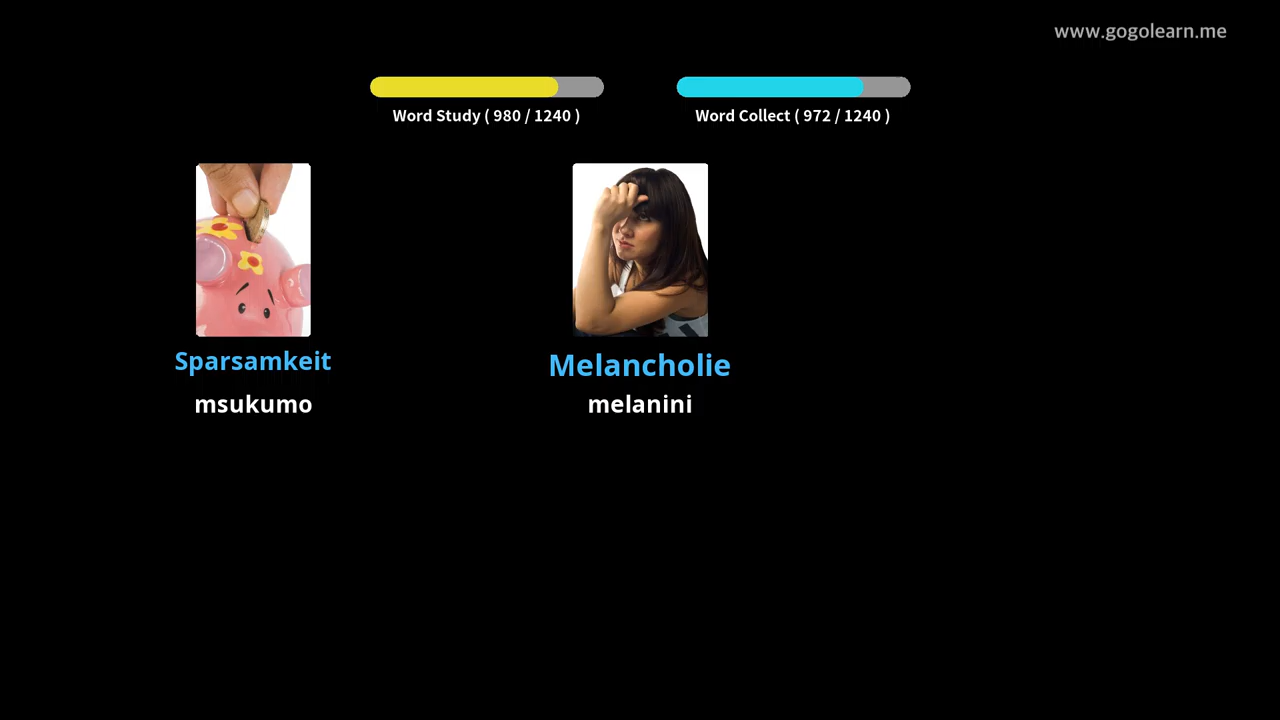 www.gogolearn.me
Word Study ( 980 / 1240 )
Word Collect ( 972 / 1240 )
Sparsamkeit
msukumo
Melancholie
melanini